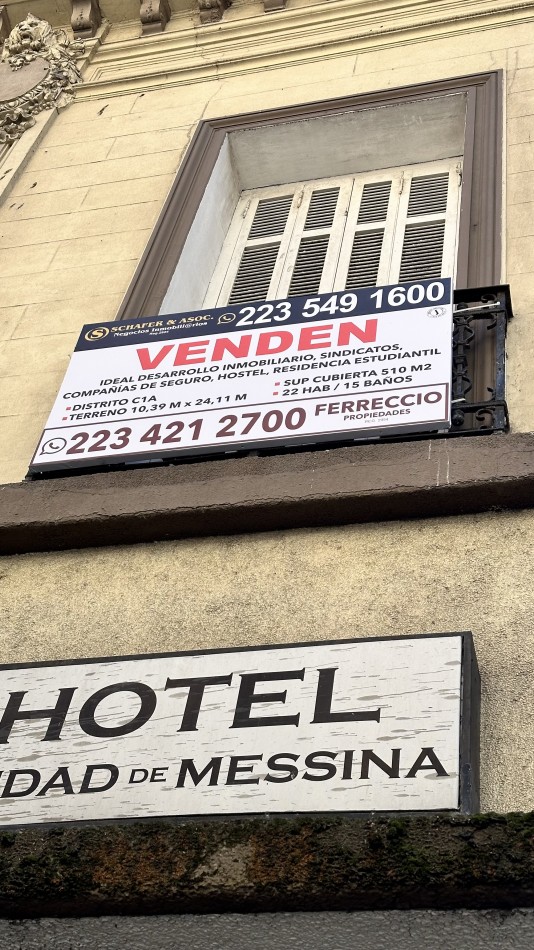 SCHAFER & ASOC.
Negocios Inmobili@rios
223 549 1600
VENDEN
IDEAL DESARROLLO INMOBILIARIO, SINDICATOS,
COMPAÑIAS DE SEGURO, HOSTEL, RESIDENCIA ESTUDIANTIL
DISTRITO C1A
TERRENO 10,39 M x 24,11 M
SUP CUBIERTA 510 M2
22 HAB / 15 BAÑOS
223 421 2700
FERRECCIO
PROPIEDADES
HOTEL
DAD DE MESSINA